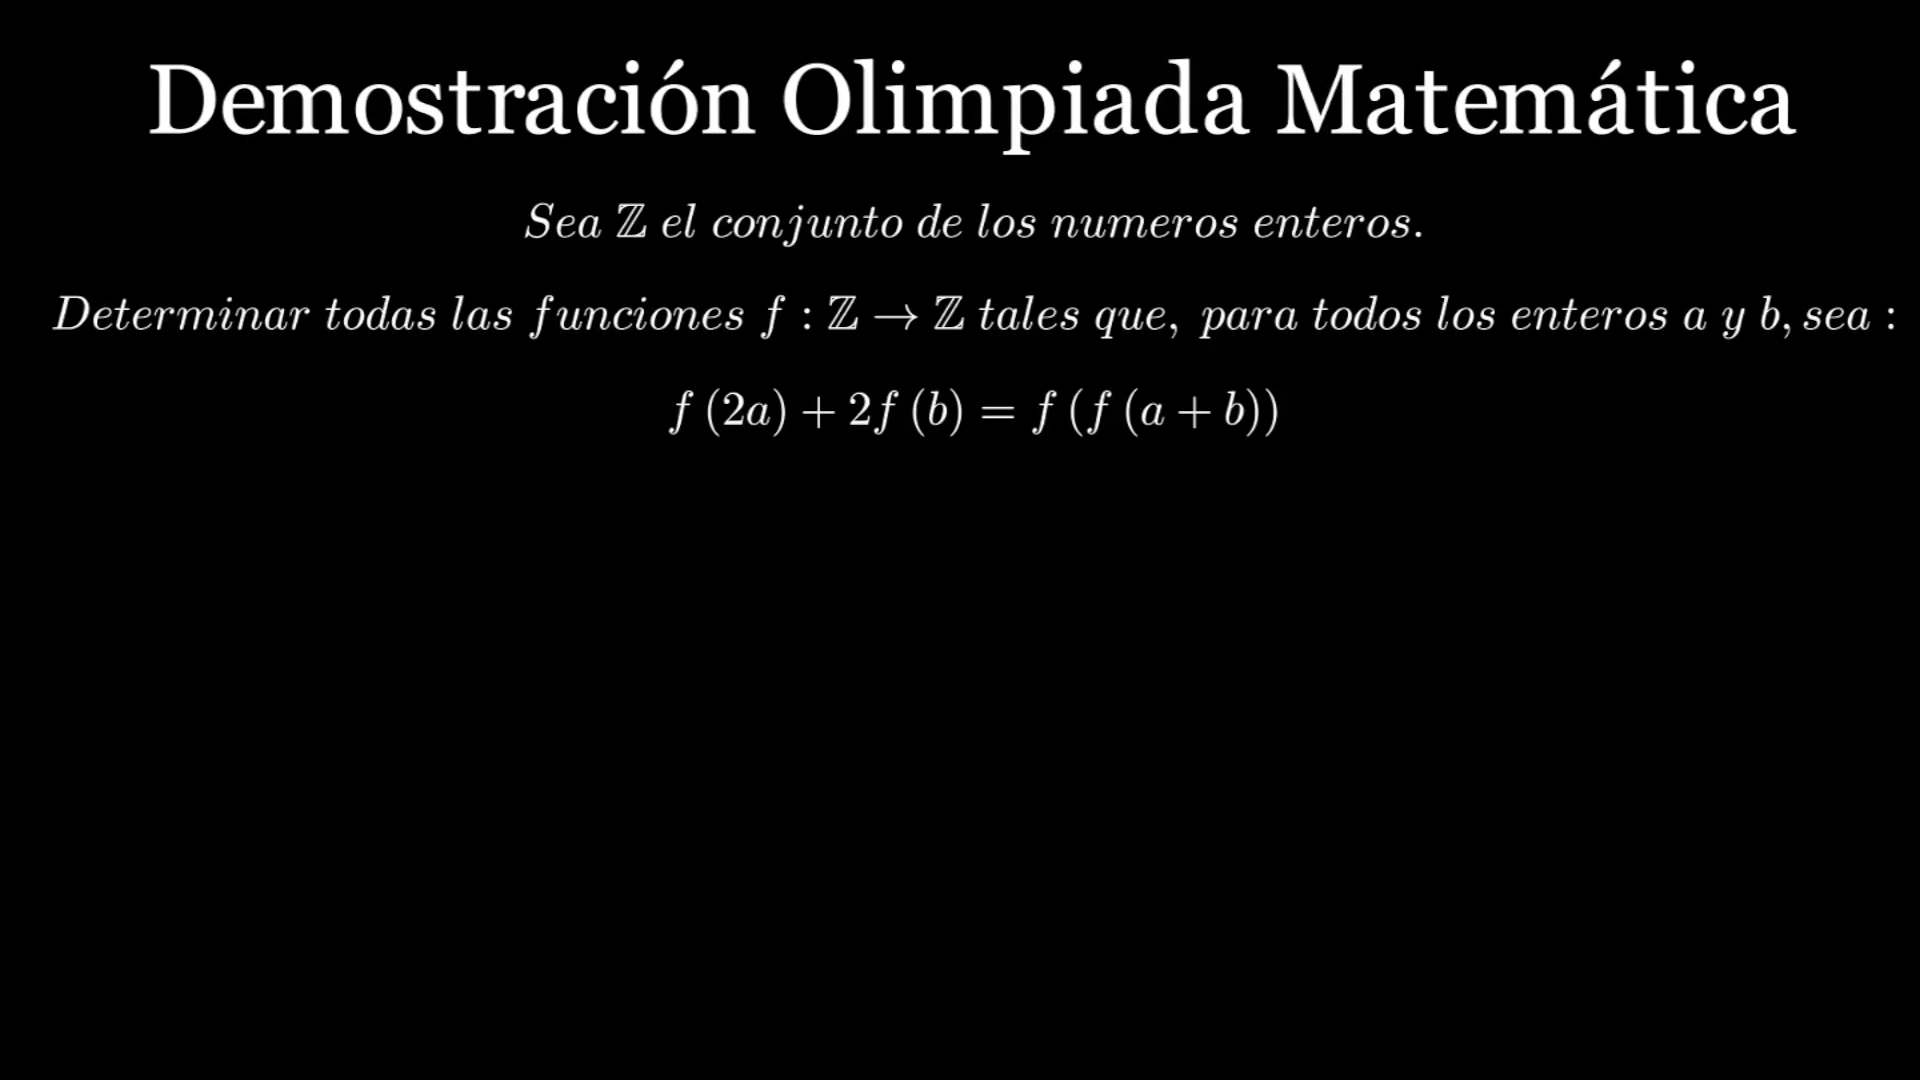 Demostración Olimpiada Matemática
Sea ℤ el conjunto de los numeros enteros.
Determinar todas las funciones f : ℤ → ℤ tales que, para todos los enteros a y b, sea :
f (2a) + 2f (b) = f (f (a + b))